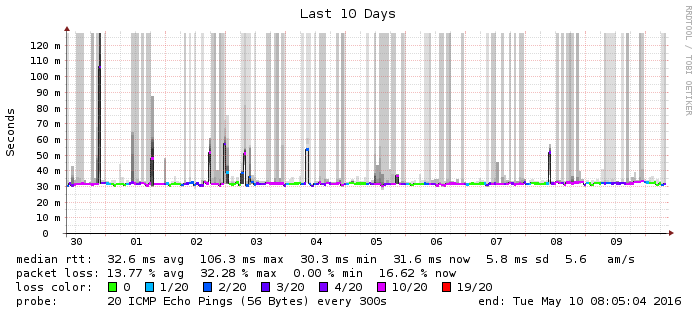 Last 10 Days
RRDTOOL / TOBI OETIKER
Seconds
120 m
110 m
100 m
90 m
80 m
70 m
60 m
50 m
40 m
30 m
20 m
10 m
0
30 01 02 03 04 05 06 07 08 09
median rtt: 32.6 ms avg 106.3 ms max 30.3 ms min 31.6 ms now 5.8 ms sd 5.6 am/s
packet loss: 13.77 % avg 32.28 % max 0.00 % min 16.62 % now
loss color: 0 1/20 2/20 3/20 4/20 10/20 19/20
probe: 20 ICMP Echo Pings (56 Bytes) every 300s end: Tue May 10 08:05:04 2016